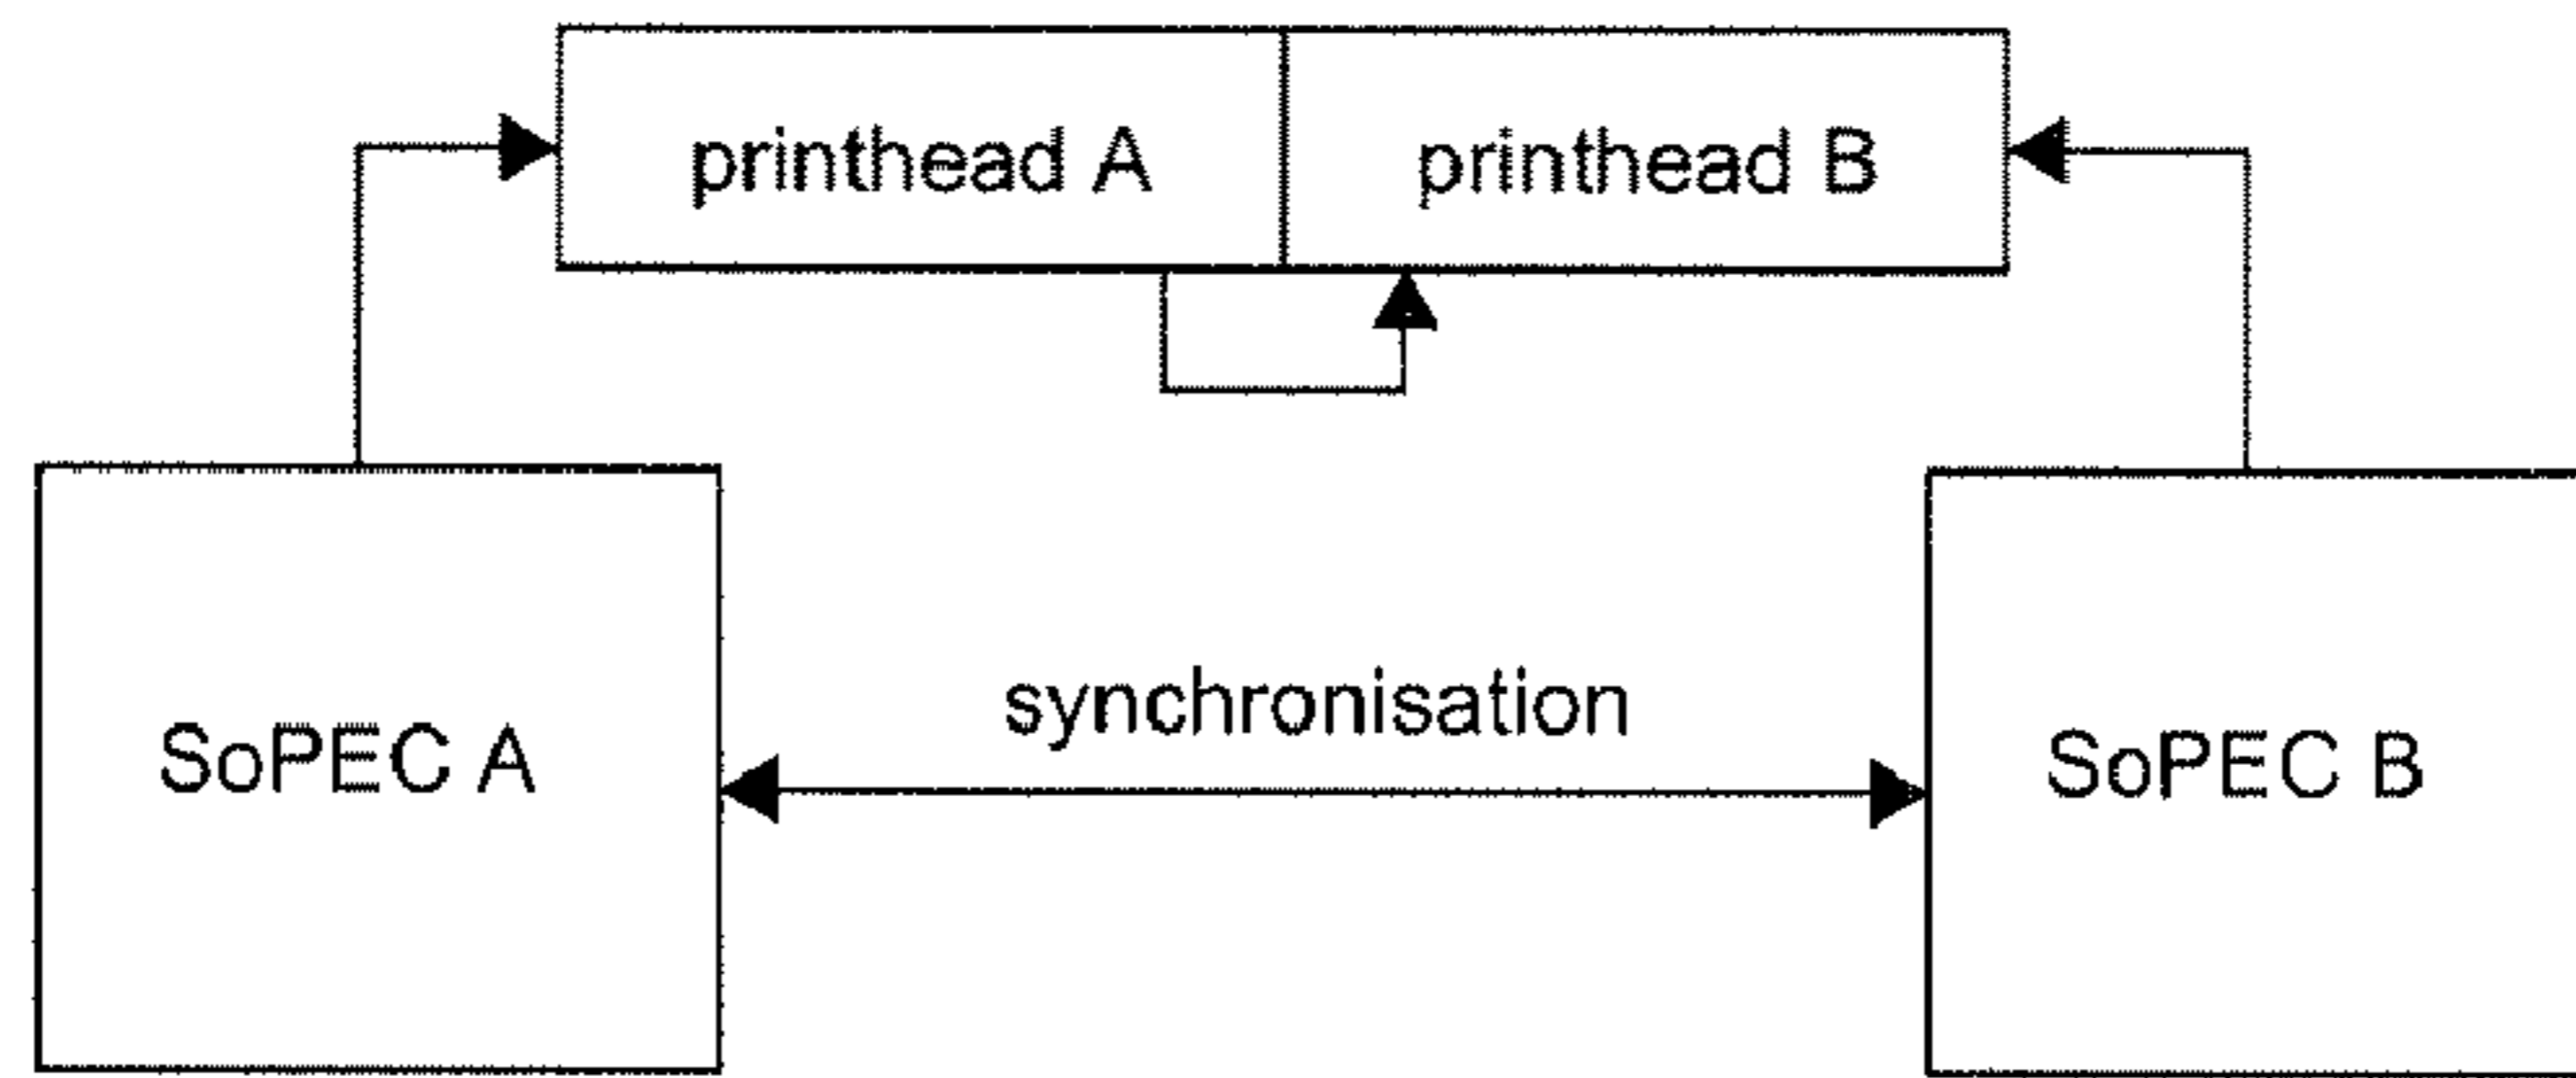 printhead A
printhead B
synchronisation
SoPEC A
SoPEC B